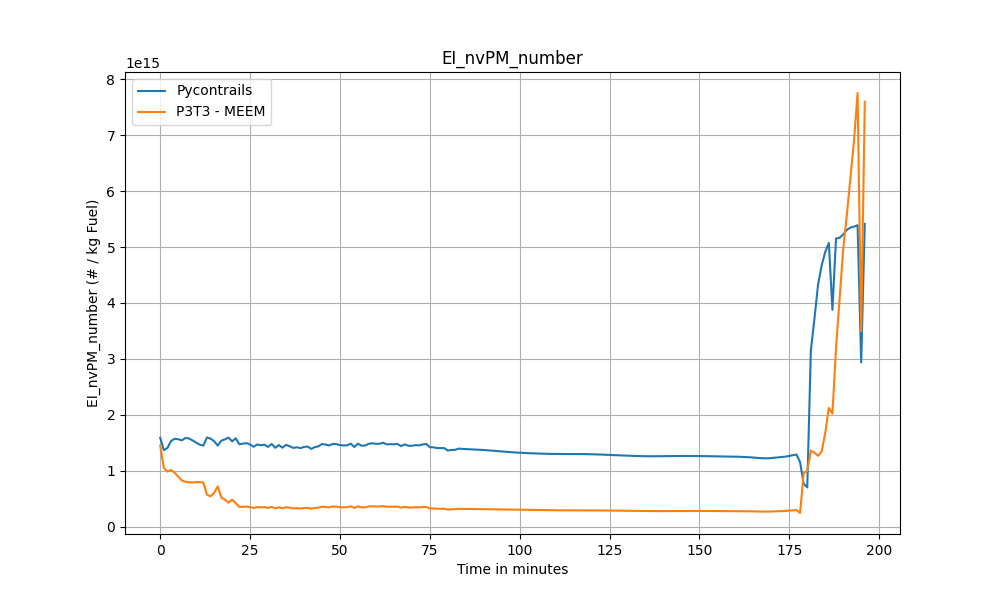 EI_nvPM_number
1e15
Pycontrails
P3T3 - MEEM
8
7
6
5
4
3
2
1
0
EI_nvPM_number (# / kg Fuel)
0 25 50 75 100 125 150 175 200
Time in minutes